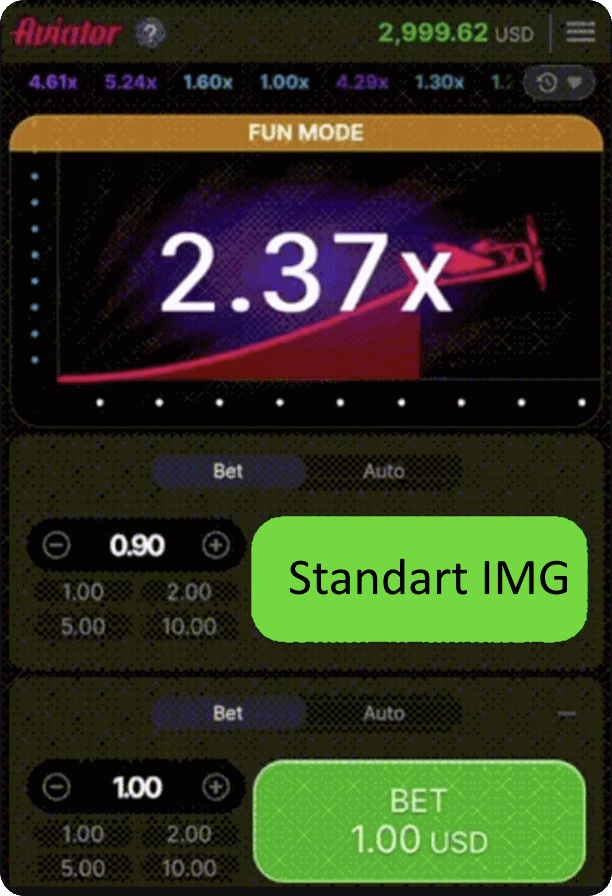 Aviator ? 2,999.62 USD
4.61x 5.24x 1.60x 1.00x 4.29x 1.30x
FUN MODE
2.37x
Bet Auto
0.90
1.00 2.00
5.00 10.00
Standart IMG
Bet Auto
1.00
1.00 2.00
5.00 10.00
BET
1.00 USD